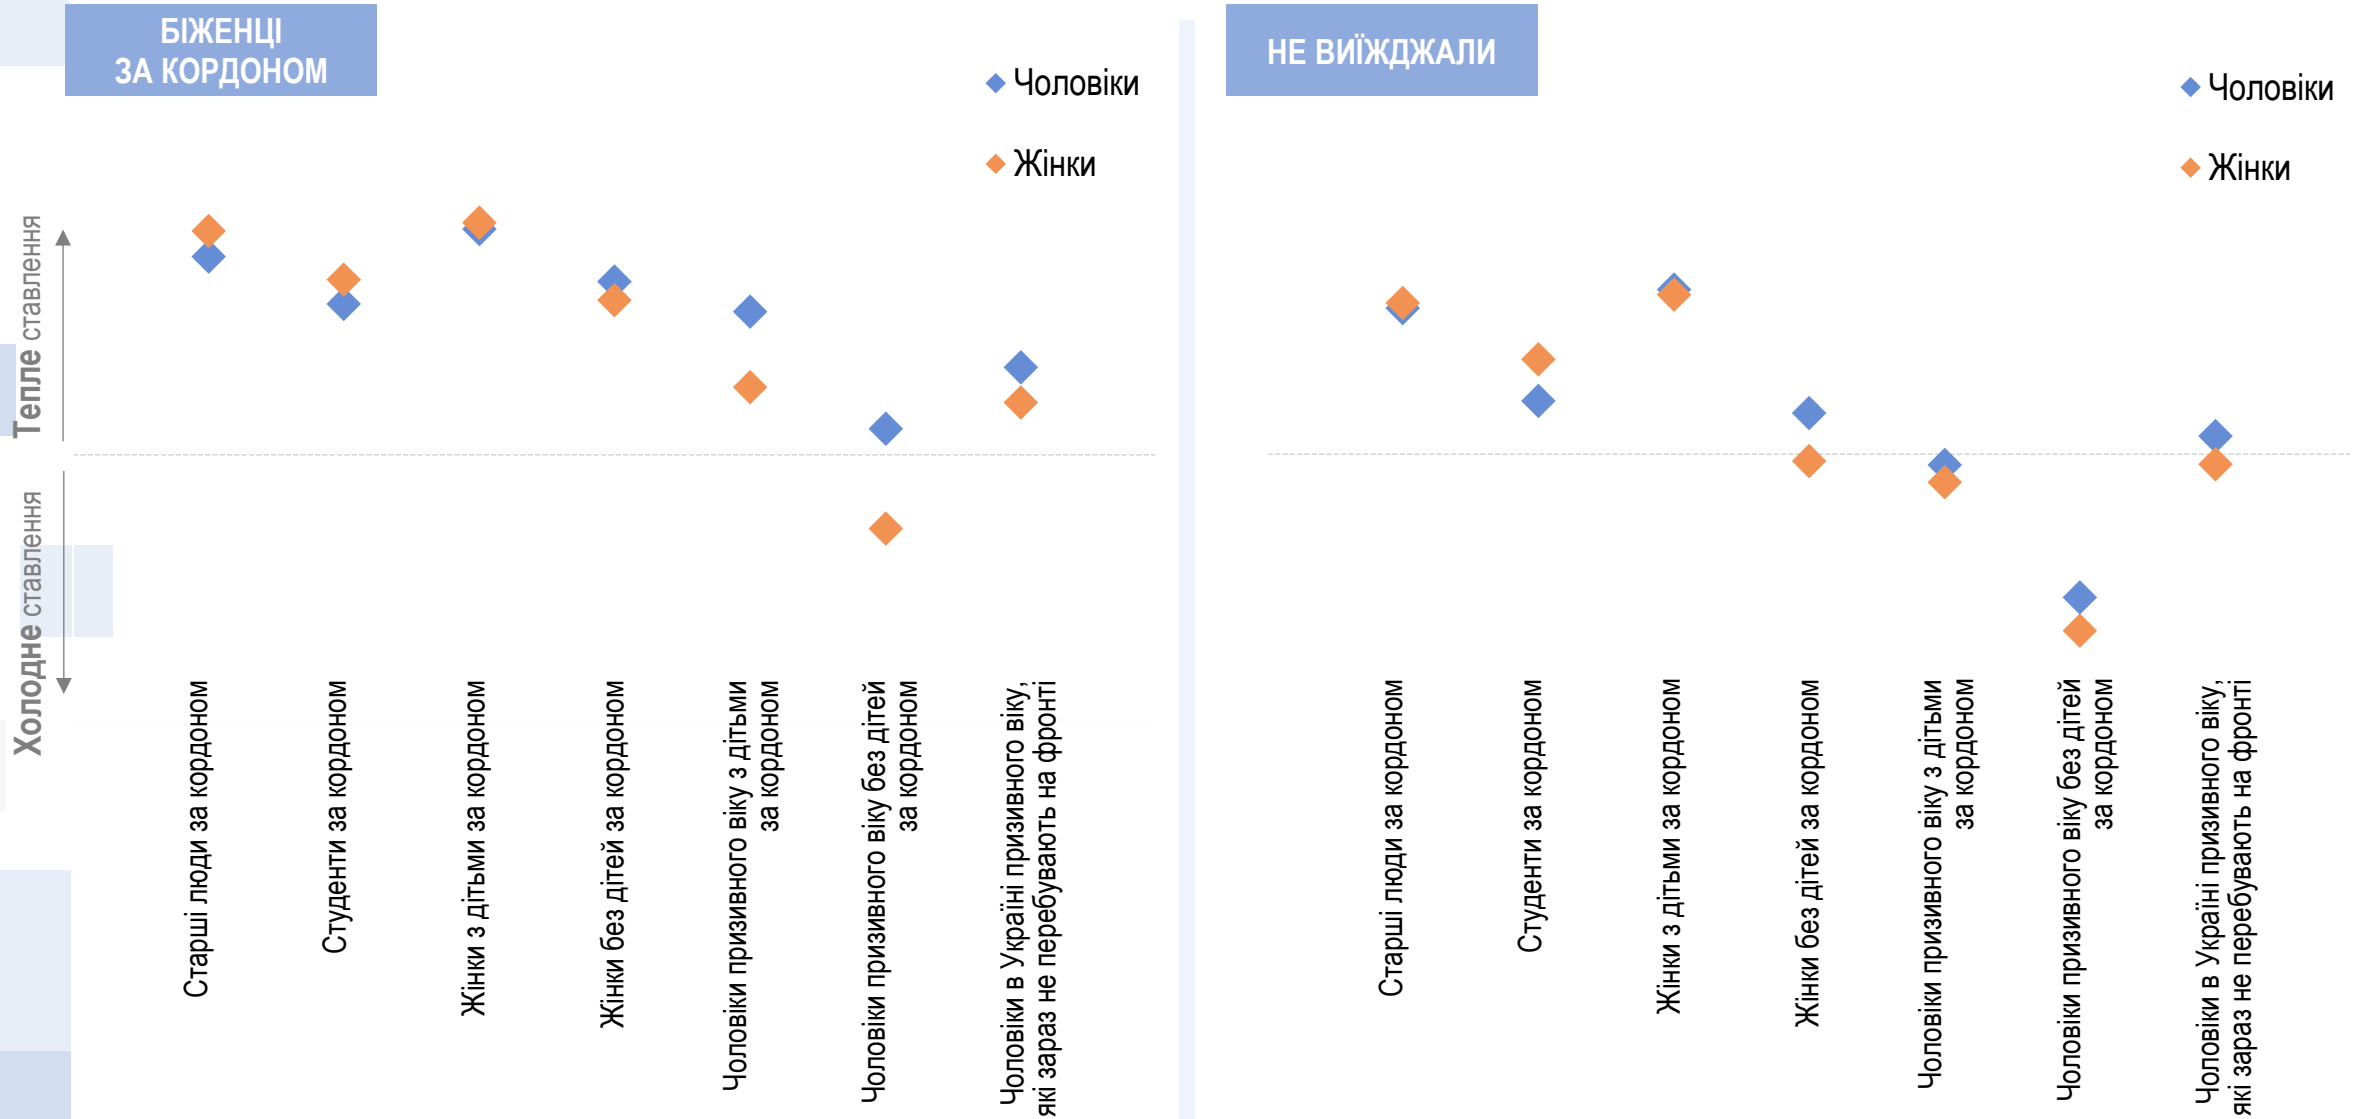 БІЖЕНЦІ
ЗА КОРДОНОМ
Чоловіки
Жінки
Тепле ставлення
Холодне ставлення
Старші люди за кордоном
Студенти за кордоном
Жінки з дітьми за кордоном
Жінки без дітей за кордоном
Чоловіки призивного віку з дітьми
за кордоном
Чоловіки призивного віку без дітей
за кордоном
Чоловіки в Україні призивного віку,
які зараз не перебувають на фронті
НЕ ВИЇЖДЖАЛИ
Чоловіки
Жінки
Старші люди за кордоном
Студенти за кордоном
Жінки з дітьми за кордоном
Жінки без дітей за кордоном
Чоловіки призивного віку з дітьми
за кордоном
Чоловіки призивного віку без дітей
за кордоном
Чоловіки в Україні призивного віку,
які зараз не перебувають на фронті